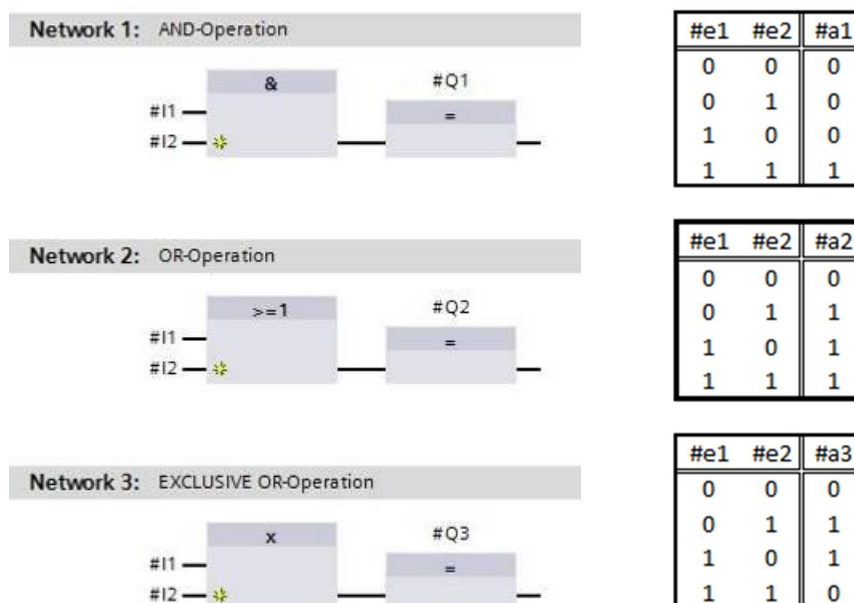 Network 1: AND-Operation
&
#Q1
=
#I1
#I2
#e1 #e2 #a1
0 0 0
0 1 0
1 0 0
1 1 1
Network 2: OR-Operation
>=1
#Q2
=
#I1
#I2
#e1 #e2 #a2
0 0 0
0 1 1
1 0 1
1 1 1
Network 3: EXCLUSIVE OR-Operation
x
#Q3
=
#I1
#I2
#e1 #e2 #a3
0 0 0
0 1 1
1 0 1
1 1 0